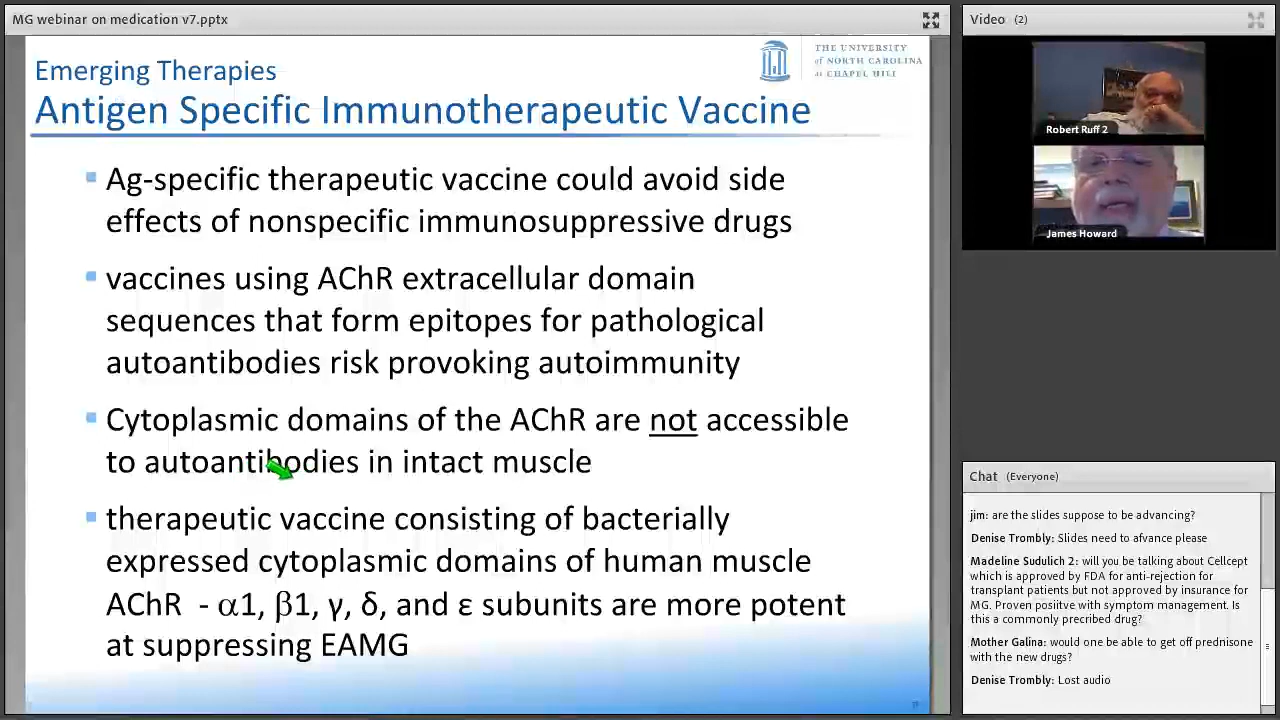 MG webinar on medication v7.pptx
Emerging Therapies
THE UNIVERSITY
of NORTH CAROLINA
at CHAPEL HILL
Antigen Specific Immunotherapeutic Vaccine
Ag-specific therapeutic vaccine could avoid side
effects of nonspecific immunosuppressive drugs
vaccines using AChR extracellular domain
sequences that form epitopes for pathological
autoantibodies risk provoking autoimmunity
Cytoplasmic domains of the AChR are not accessible
to autoantibodies in intact muscle
therapeutic vaccine consisting of bacterially
expressed cytoplasmic domains of human muscle
AChR - α1, β1, γ, δ, and ε subunits are more potent
at suppressing EAMG
Video (2)
Robert Ruff 2
James Howard
Chat (Everyone)
jim: are the slides suppose to be advancing?
Denise Trombly: Slides need to afvance please
Madeline Sudulich 2: will you be talking about Cellcept
which is approved by FDA for anti-rejection for
transplant patients but not approved by insurance for
MG. Proven positve with symptom management. Is
this a commonly precribed drug?
Mother Galina: would one be able to get off prednisone
with the new drugs?
Denise Trombly: Lost audio